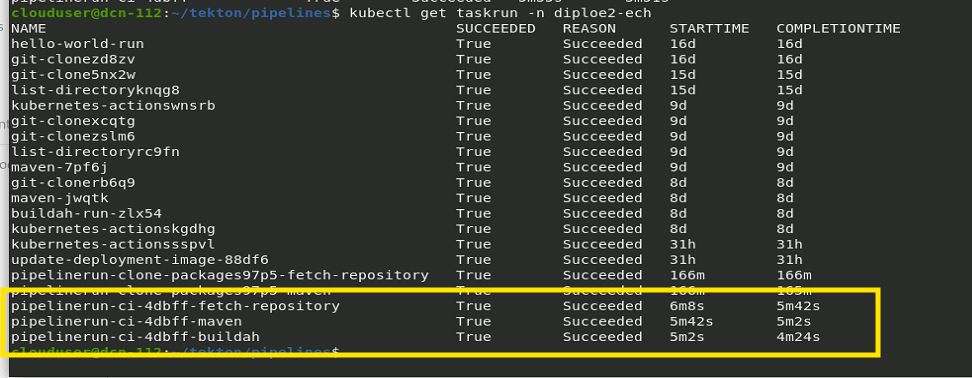 clouduser@dcn-112:~/tekton/pipelines$ kubectl get taskrun -n diploe2-ech
NAME SUCCEEDED REASON STARTTIME COMPLETIONTIME
hello-world-run True Succeeded 16d 16d
git-clonezd8zv True Succeeded 16d 16d
git-clone5nx2w True Succeeded 15d 15d
list-directoryknqg8 True Succeeded 15d 15d
kubernetes-actionswnsrb True Succeeded 9d 9d
git-clonexcqtg True Succeeded 9d 9d
git-clonezslm6 True Succeeded 9d 9d
list-directoryrc9fn True Succeeded 9d 9d
maven-7pf6j True Succeeded 9d 9d
git-clonerb6q9 True Succeeded 8d 8d
maven-jwqtk True Succeeded 8d 8d
buildah-run-zlx54 True Succeeded 8d 8d
kubernetes-actionskgdhg True Succeeded 8d 8d
kubernetes-actionssspvl True Succeeded 31h 31h
update-deployment-image-88df6 True Succeeded 31h 31h
pipelinerun-clone-packages97p5-fetch-repository True Succeeded 166m 166m
pipelinerun-clone-packages97p5-maven True Succeeded 166m 165m
pipelinerun-ci-4dbff-fetch-repository True Succeeded 6m8s 5m42s
pipelinerun-ci-4dbff-maven True Succeeded 5m42s 5m2s
pipelinerun-ci-4dbff-buildah True Succeeded 5m2s 4m24s
clouduser@dcn-112:~/tekton/pipelines$